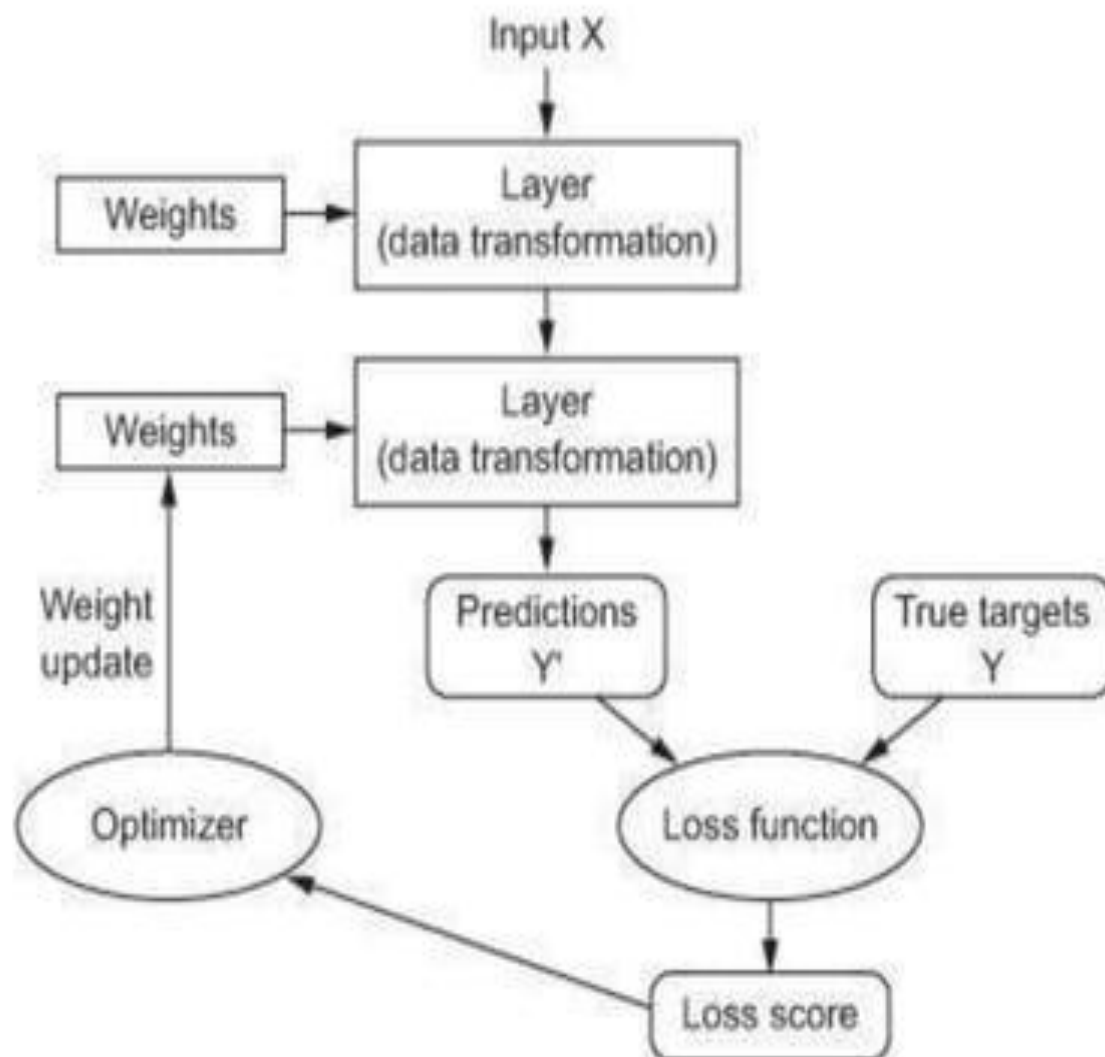 Input X
Layer
(data transformation)
Weights
Layer
(data transformation)
Weights
Weight
update
Predictions
Y'
True targets
Y
Optimizer
Loss function
Loss score